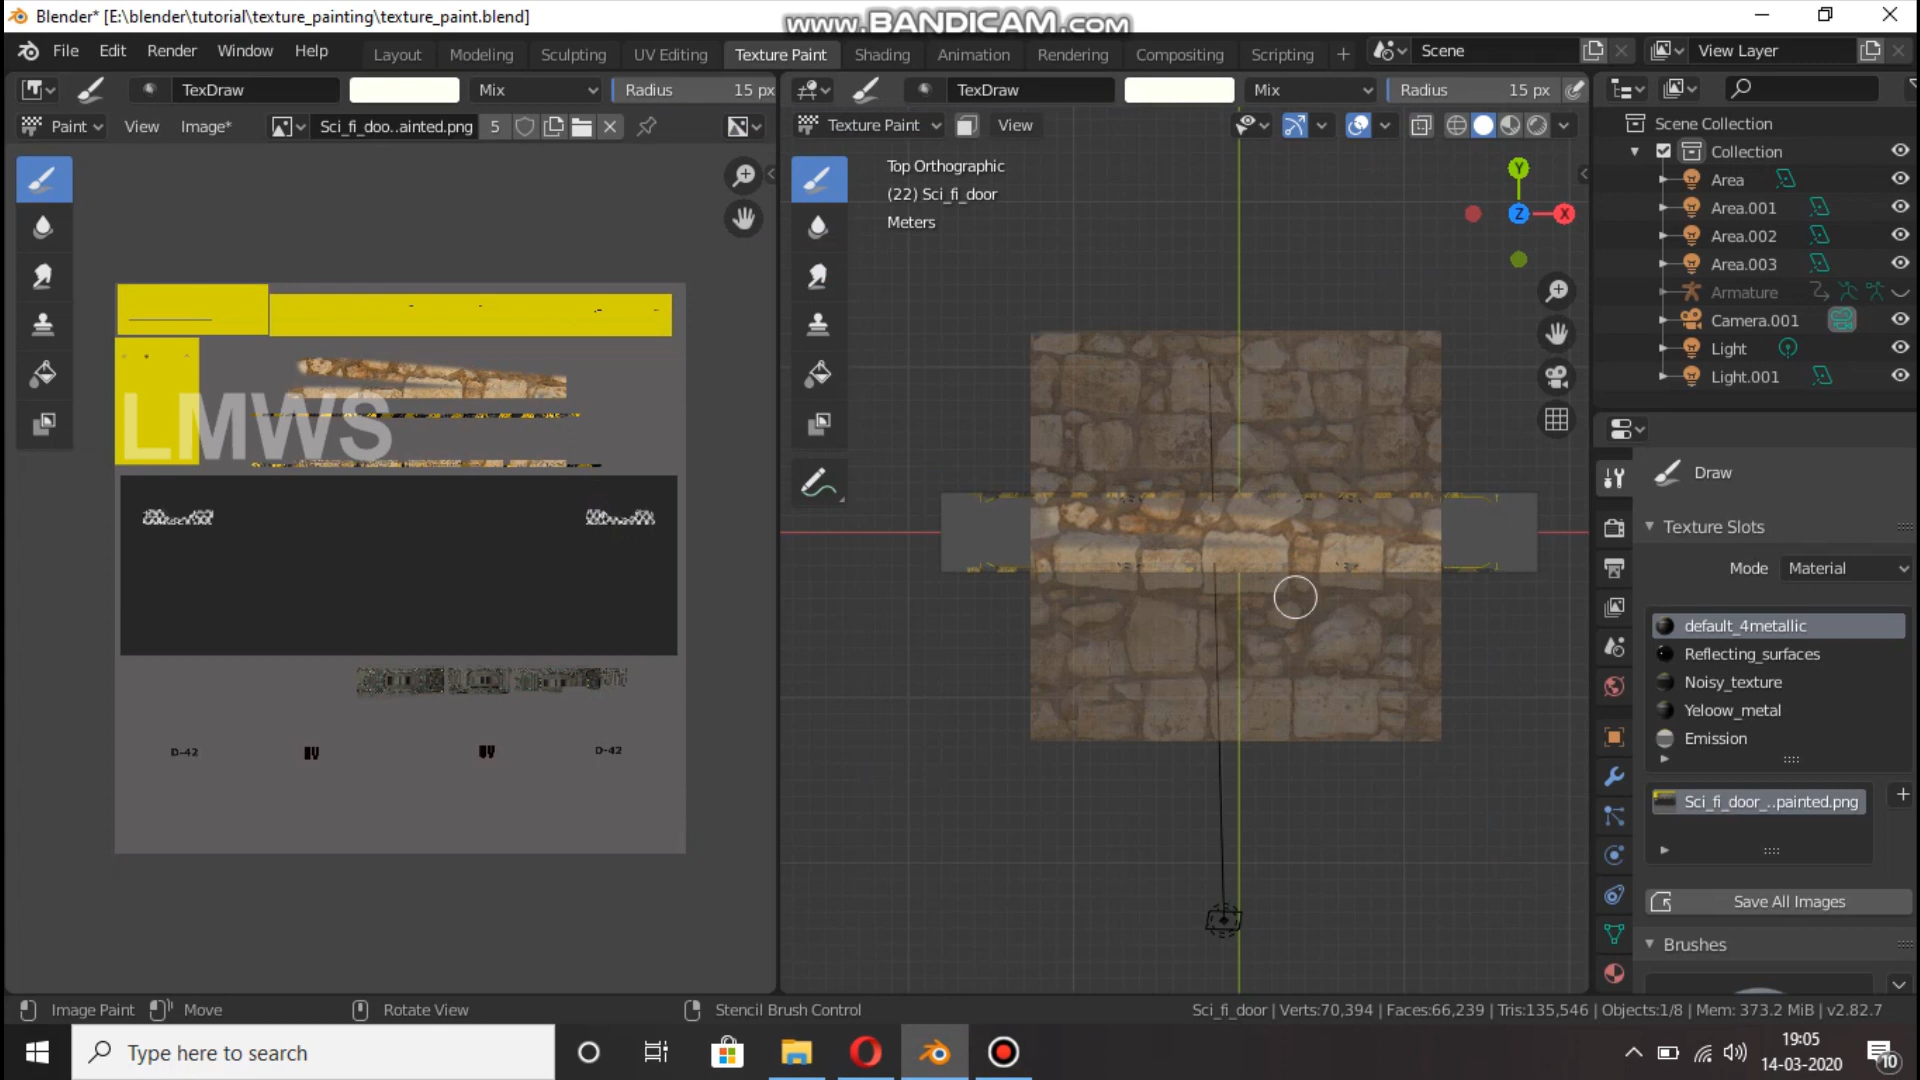 Blender* [E:\blender\tutorial\texture_painting\texture_paint.blend]
www.BANDICAM.com
File Edit Render Window Help
Layout Modeling Sculpting UV Editing Texture Paint Shading Animation Rendering Compositing Scripting +
Scene
View Layer
TexDraw Mix Radius 15 px
TexDraw Mix Radius 15 px
Paint View Image* Sci_fi_doo..ainted.png 5
Texture Paint View
Top Orthographic
(22) Sci_fi_door
Meters
Y
Z
X
LMWS
D-42
D-42
Scene Collection
Collection
Area
Area.001
Area.002
Area.003
Armature
Camera.001
Light
Light.001
Draw
Texture Slots
Mode Material
default_4metallic
Reflecting_surfaces
Noisy_texture
Yeloow_metal
Emission
Sci_fi_door_..painted.png
Save All Images
Brushes
Image Paint Move Rotate View Stencil Brush Control
Sci_fi_door | Verts:70,394 | Faces:66,239 | Tris:135,546 | Objects:1/8 | Mem: 373.2 MiB | v2.82.7
Type here to search
19:05
14-03-2020
10